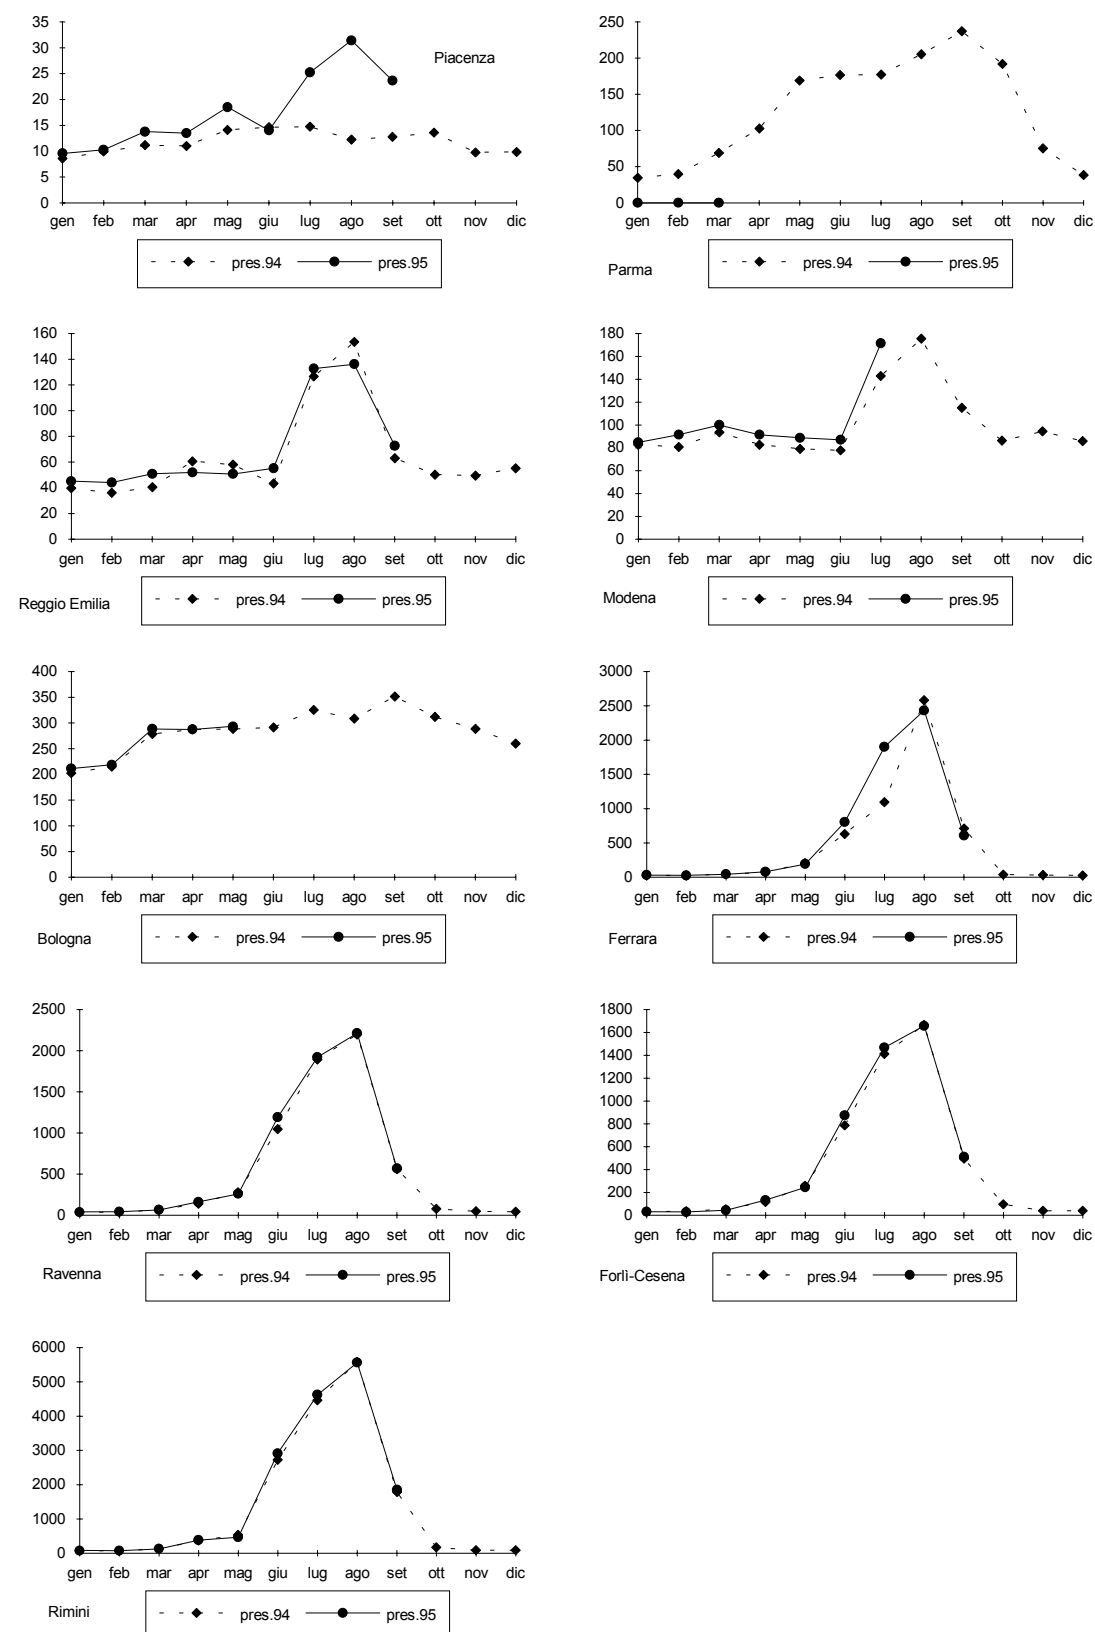 35
30
25
20
15
10
5
0
Piacenza
gen feb mar apr mag giu lug ago set ott nov dic
pres.94 pres.95
250
200
150
100
50
0
gen feb mar apr mag giu lug ago set ott nov dic
Parma
pres.94 pres.95
160
140
120
100
80
60
40
20
0
gen feb mar apr mag giu lug ago set ott nov dic
Reggio Emilia
pres.94 pres.95
180
160
140
120
100
80
60
40
20
0
gen feb mar apr mag giu lug ago set ott nov dic
Modena
pres.94 pres.95
400
350
300
250
200
150
100
50
0
gen feb mar apr mag giu lug ago set ott nov dic
Bologna
pres.94 pres.95
3000
2500
2000
1500
1000
500
0
gen feb mar apr mag giu lug ago set ott nov dic
Ferrara
pres.94 pres.95
2500
2000
1500
1000
500
0
gen feb mar apr mag giu lug ago set ott nov dic
Ravenna
pres.94 pres.95
1800
1600
1400
1200
1000
800
600
400
200
0
gen feb mar apr mag giu lug ago set ott nov dic
Forlì-Cesena
pres.94 pres.95
6000
5000
4000
3000
2000
1000
0
gen feb mar apr mag giu lug ago set ott nov dic
Rimini
pres.94 pres.95